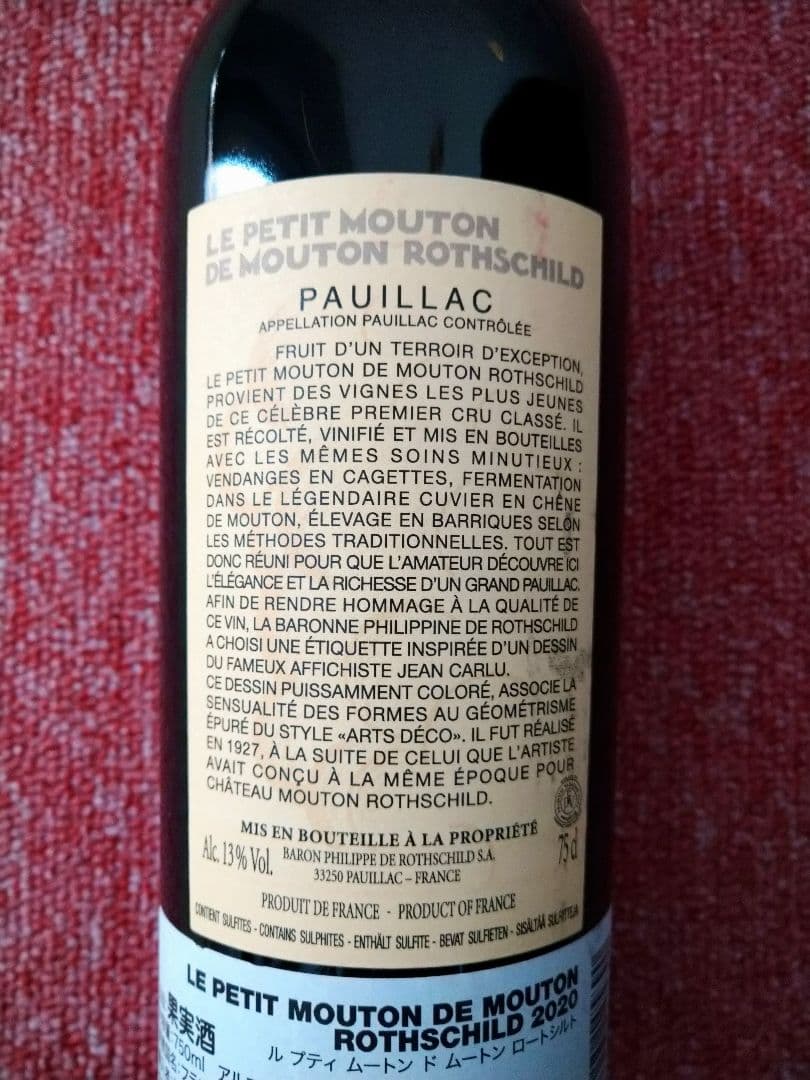 LE PETIT MOUTON
DE MOUTON ROTHSCHILD
PAUILLAC
APPELLATION PAUILLAC CONTRÔLÉE
FRUIT D'UN TERROIR D'EXCEPTION,
LE PETIT MOUTON DE MOUTON ROTHSCHILD
PROVIENT DES VIGNES LES PLUS JEUNES
DE CE CÉLÈBRE PREMIER CRU CLASSÉ. IL
EST RÉCOLTÉ, VINIFIÉ ET MIS EN BOUTEILLES
AVEC LES MÊMES SOINS MINUTIEUX :
VENDANGES EN CAGETTES, FERMENTATION
DANS LE LÉGENDAIRE CUVIER EN CHÊNE
DE MOUTON, ÉLEVAGE EN BARRIQUES SELON
LES MÉTHODES TRADITIONNELLES. TOUT EST
DONC RÉUNI POUR QUE L'AMATEUR DÉCOUVRE ICI
L'ÉLÉGANCE ET LA RICHESSE D'UN GRAND PAUILLAC.
AFIN DE RENDRE HOMMAGE À LA QUALITÉ DE
CE VIN, LA BARONNE PHILIPPINE DE ROTHSCHILD
A CHOISI UNE ÉTIQUETTE INSPIRÉE D'UN DESSIN
DU FAMEUX AFFICHISTE JEAN CARLU.
CE DESSIN PUISSAMMENT COLORÉ, ASSOCIE LA
SENSUALITÉ DES FORMES AU GÉOMÉTRISME
ÉPURÉ DU STYLE «ARTS DÉCO». IL FUT RÉALISÉ
EN 1927, À LA SUITE DE CELUI QUE L'ARTISTE
AVAIT CONÇU À LA MÊME ÉPOQUE POUR
CHÂTEAU MOUTON ROTHSCHILD.
MIS EN BOUTEILLE À LA PROPRIÉTÉ
Alc. 13% Vol. BARON PHILIPPE DE ROTHSCHILD S.A. 75 cl
33250 PAUILLAC – FRANCE
PRODUIT DE FRANCE - PRODUCT OF FRANCE
CONTIENT SULFITES - CONTAINS SULPHITES - ENTHÄLT SULFITE - BEVAT SULFIETEN - SISÄLTÄÄ SULFIITTEJA
LE PETIT MOUTON DE MOUTON
ROTHSCHILD 2020
果実酒
ル プティ ムートン ド ムートン ロートシルト
750ml アル